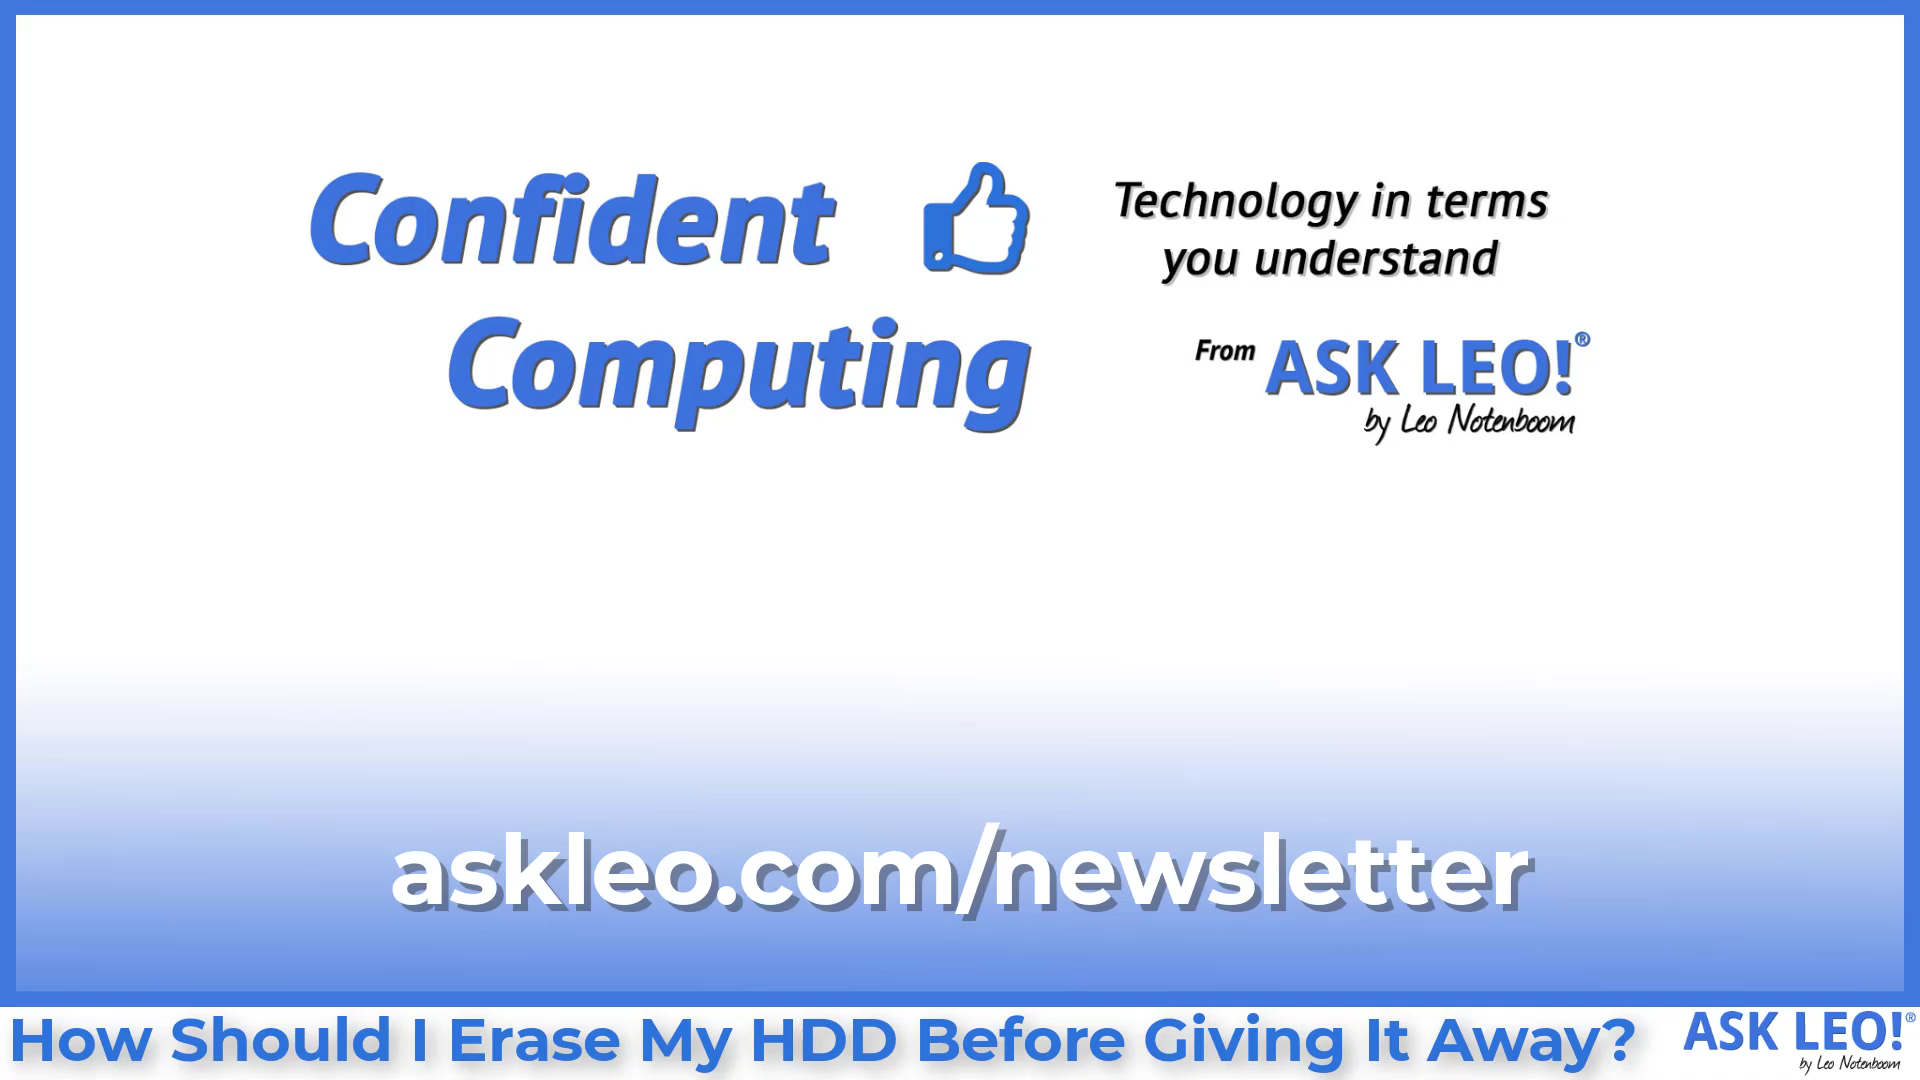 Confident
Computing
Technology in terms
you understand
From ASK LEO!®
by Leo Notenboom
askleo.com/newsletter
How Should I Erase My HDD Before Giving It Away?
ASK LEO!®
by Leo Notenboom